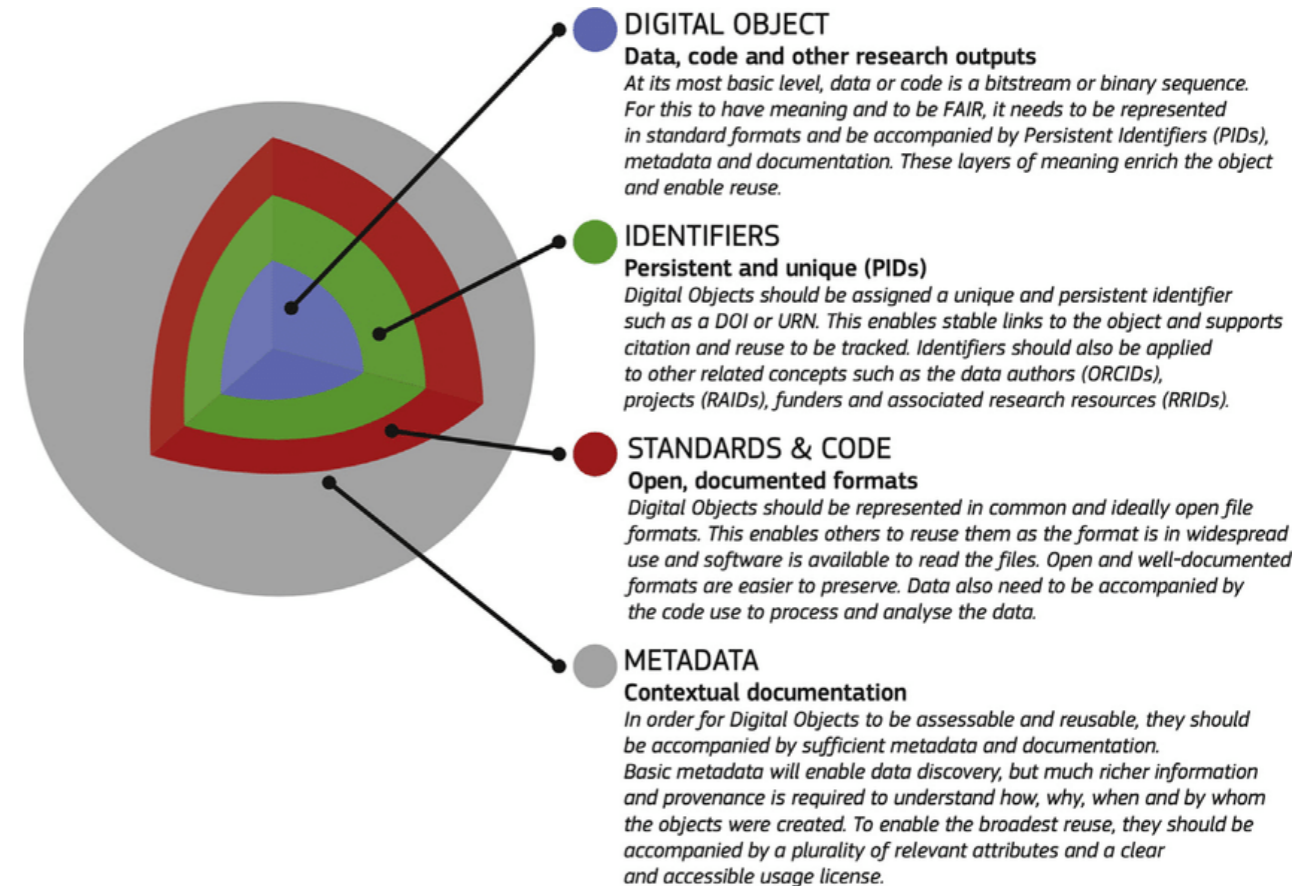 DIGITAL OBJECT
Data, code and other research outputs
At its most basic level, data or code is a bitstream or binary sequence.
For this to have meaning and to be FAIR, it needs to be represented
in standard formats and be accompanied by Persistent Identifiers (PIDs),
metadata and documentation. These layers of meaning enrich the object
and enable reuse.
IDENTIFIERS
Persistent and unique (PIDs)
Digital Objects should be assigned a unique and persistent identifier
such as a DOI or URN. This enables stable links to the object and supports
citation and reuse to be tracked. Identifiers should also be applied
to other related concepts such as the data authors (ORCIDs),
projects (RAIDs), funders and associated research resources (RRIDs).
STANDARDS & CODE
Open, documented formats
Digital Objects should be represented in common and ideally open file
formats. This enables others to reuse them as the format is in widespread
use and software is available to read the files. Open and well-documented
formats are easier to preserve. Data also need to be accompanied by
the code use to process and analyse the data.
METADATA
Contextual documentation
In order for Digital Objects to be assessable and reusable, they should
be accompanied by sufficient metadata and documentation.
Basic metadata will enable data discovery, but much richer information
and provenance is required to understand how, why, when and by whom
the objects were created. To enable the broadest reuse, they should be
accompanied by a plurality of relevant attributes and a clear
and accessible usage license.